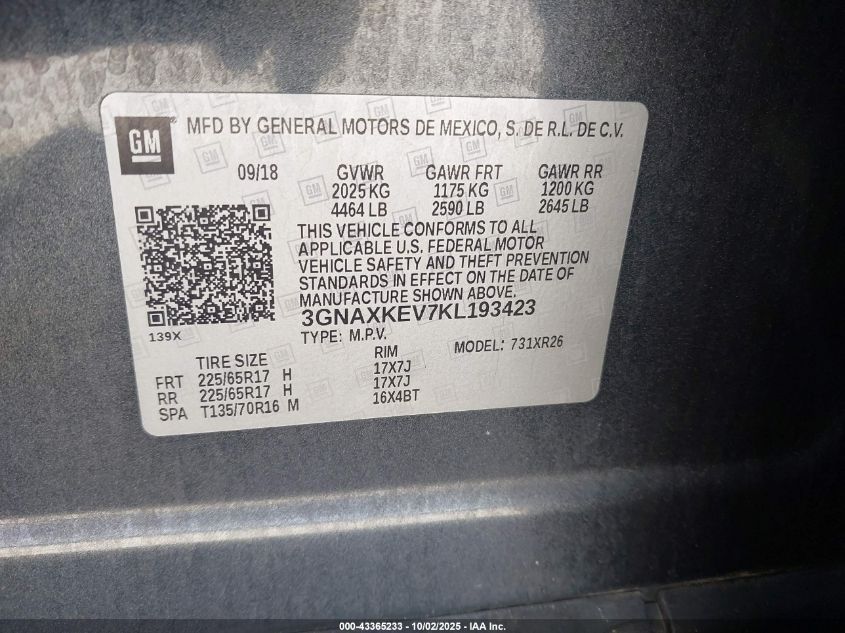 GM
MFD BY GENERAL MOTORS DE MEXICO, S. DE R.L. DE C.V.
09/18 GVWR GAWR FRT GAWR RR
2025 KG 1175 KG 1200 KG
4464 LB 2590 LB 2645 LB
THIS VEHICLE CONFORMS TO ALL
APPLICABLE U.S. FEDERAL MOTOR
VEHICLE SAFETY AND THEFT PREVENTION
STANDARDS IN EFFECT ON THE DATE OF
MANUFACTURE SHOWN ABOVE.
3GNAXKEV7KL193423
139X
TYPE: M.P.V. MODEL: 731XR26
TIRE SIZE RIM
FRT 225/65R17 H 17X7J
RR 225/65R17 H 17X7J
SPA T135/70R16 M 16X4BT
000-43365233 - 10/02/2025 - IAA Inc.